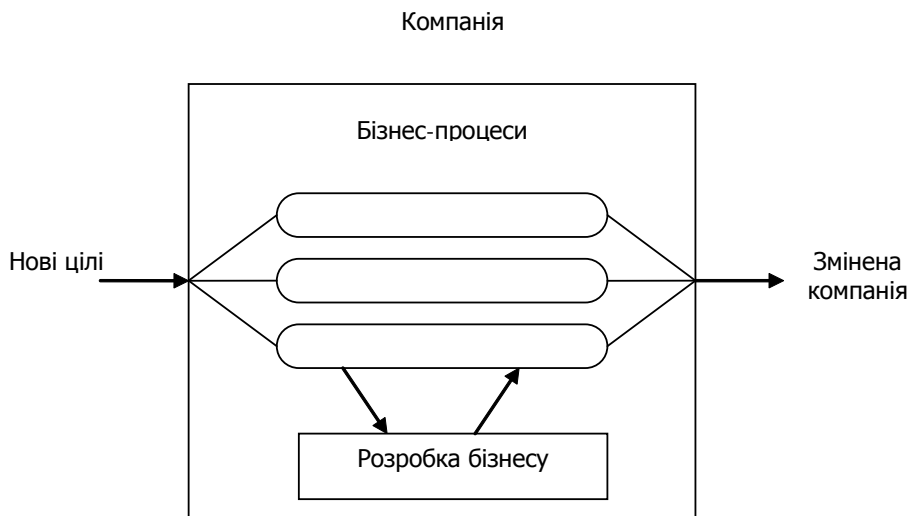 Компанія
Бізнес-процеси
Нові цілі
Змінена
компанія
Розробка бізнесу